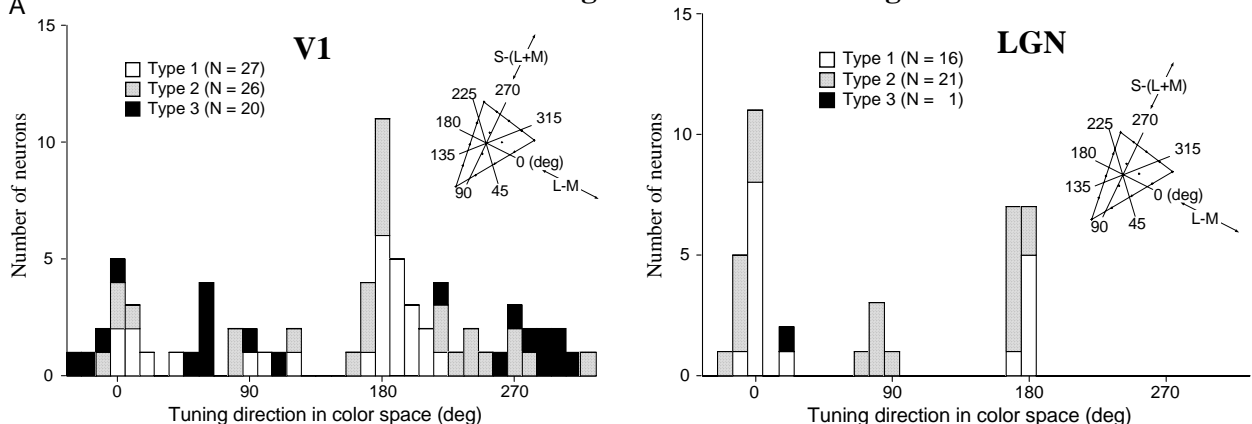 A
V1
Type 1 (N = 27)
Type 2 (N = 26)
Type 3 (N = 20)
Number of neurons
15
10
5
0
0
90
180
270
Tuning direction in color space (deg)
S-(L+M)
225
270
180
315
135
0 (deg)
90
45
L-M
LGN
Type 1 (N = 16)
Type 2 (N = 21)
Type 3 (N = 1)
Number of neurons
15
10
5
0
0
90
180
270
Tuning direction in color space (deg)
S-(L+M)
225
270
180
315
135
0 (deg)
90
45
L-M